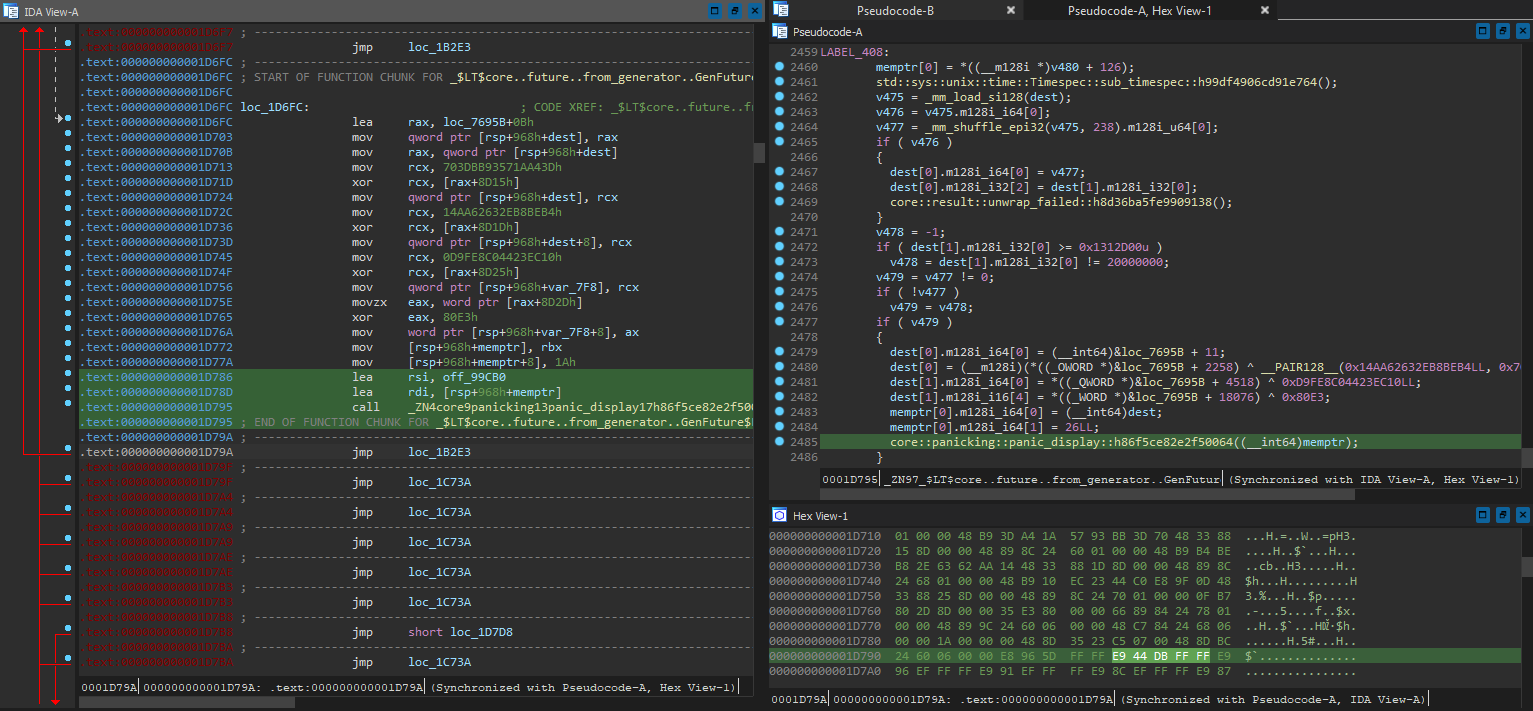 IDA View-A
.text:000000000001D6F7 ; ---------------------------------------------------------------------------
.text:000000000001D6F7 jmp loc_1B2E3
.text:000000000001D6FC ; ---------------------------------------------------------------------------
.text:000000000001D6FC ; START OF FUNCTION CHUNK FOR _$LT$core..future..from_generator..GenFuture
.text:000000000001D6FC
.text:000000000001D6FC loc_1D6FC: ; CODE XREF: _$LT$core..future..f
.text:000000000001D6FC lea rax, loc_7695B+0Bh
.text:000000000001D703 mov qword ptr [rsp+968h+dest], rax
.text:000000000001D70B mov rax, qword ptr [rsp+968h+dest]
.text:000000000001D713 mov rcx, 703DBB93571AA43Dh
.text:000000000001D71D xor rcx, [rax+8D15h]
.text:000000000001D724 mov qword ptr [rsp+968h+dest], rcx
.text:000000000001D72C mov rcx, 14AA62632EB8BEB4h
.text:000000000001D736 xor rcx, [rax+8D1Dh]
.text:000000000001D73D mov qword ptr [rsp+968h+dest+8], rcx
.text:000000000001D745 mov rcx, 0D9FE8C04423EC10h
.text:000000000001D74F xor rcx, [rax+8D25h]
.text:000000000001D756 mov qword ptr [rsp+968h+var_7F8], rcx
.text:000000000001D75E movzx eax, word ptr [rax+8D2Dh]
.text:000000000001D765 xor eax, 80E3h
.text:000000000001D76A mov word ptr [rsp+968h+var_7F8+8], ax
.text:000000000001D772 mov [rsp+968h+memptr], rbx
.text:000000000001D77A mov [rsp+968h+memptr+8], 1Ah
.text:000000000001D786 lea rsi, off_99CB0
.text:000000000001D78D lea rdi, [rsp+968h+memptr]
.text:000000000001D795 call _ZN4core9panicking13panic_display17h86f5ce82e2f500
.text:000000000001D795 ; END OF FUNCTION CHUNK FOR _$LT$core..future..from_generator..GenFuture$
.text:000000000001D79A ; ---------------------------------------------------------------------------
.text:000000000001D79A jmp loc_1B2E3
.text:000000000001D79F ; ---------------------------------------------------------------------------
.text:000000000001D79F jmp loc_1C73A
.text:000000000001D7A4 ; ---------------------------------------------------------------------------
.text:000000000001D7A4 jmp loc_1C73A
.text:000000000001D7A9 ; ---------------------------------------------------------------------------
.text:000000000001D7A9 jmp loc_1C73A
.text:000000000001D7AE ; ---------------------------------------------------------------------------
.text:000000000001D7AE jmp loc_1C73A
.text:000000000001D7B3 ; ---------------------------------------------------------------------------
.text:000000000001D7B3 jmp loc_1C73A
.text:000000000001D7B8 ; ---------------------------------------------------------------------------
.text:000000000001D7B8 jmp short loc_1D7D8
.text:000000000001D7BA ; ---------------------------------------------------------------------------
.text:000000000001D7BA jmp loc_1C73A
0001D79A 000000000001D79A: .text:000000000001D79A (Synchronized with Pseudocode-A, Hex View-1)
Pseudocode-B Pseudocode-A, Hex View-1
Pseudocode-A
2459 LABEL_408:
2460 memptr[0] = *((__m128i *)v480 + 126);
2461 std::sys::unix::time::Timespec::sub_timespec::h99df4906cd91e764();
2462 v475 = _mm_load_si128(dest);
2463 v476 = v475.m128i_i64[0];
2464 v477 = _mm_shuffle_epi32(v475, 238).m128i_u64[0];
2465 if ( v476 )
2466 {
2467 dest[0].m128i_i64[0] = v477;
2468 dest[0].m128i_i32[2] = dest[1].m128i_i32[0];
2469 core::result::unwrap_failed::h8d36ba5fe9909138();
2470 }
2471 v478 = -1;
2472 if ( dest[1].m128i_i32[0] >= 0x1312D00u )
2473 v478 = dest[1].m128i_i32[0] != 20000000;
2474 v479 = v477 != 0;
2475 if ( !v477 )
2476 v479 = v478;
2477 if ( v479 )
2478 {
2479 dest[0].m128i_i64[0] = (__int64)&loc_7695B + 11;
2480 dest[0] = (__m128i)(*((_OWORD *)&loc_7695B + 2258) ^ __PAIR128__(0x14AA62632EB8BEB4LL, 0x70
2481 dest[1].m128i_i64[0] = *((_QWORD *)&loc_7695B + 4518) ^ 0xD9FE8C04423EC10LL;
2482 dest[1].m128i_i16[4] = *((_WORD *)&loc_7695B + 18076) ^ 0x80E3;
2483 memptr[0].m128i_i64[0] = (__int64)dest;
2484 memptr[0].m128i_i64[1] = 26LL;
2485 core::panicking::panic_display::h86f5ce82e2f50064((__int64)memptr);
2486 }
0001D795 _ZN97_$LT$core..future..from_generator..GenFutur (Synchronized with IDA View-A, Hex View-1)
Hex View-1
000000000001D710 01 00 00 48 B9 3D A4 1A 57 93 BB 3D 70 48 33 88 ...H.=..W..=pH3.
000000000001D720 15 8D 00 00 48 89 8C 24 60 01 00 00 48 B9 B4 BE ....H..$`...H...
000000000001D730 B8 2E 63 62 AA 14 48 33 88 1D 8D 00 00 48 89 8C ..cb..H3.....H..
000000000001D740 24 68 01 00 00 48 B9 10 EC 23 44 C0 E8 9F 0D 48 $h...H.........H
000000000001D750 33 88 25 8D 00 00 48 89 8C 24 70 01 00 00 0F B7 3.%...H..$p.....
000000000001D760 80 2D 8D 00 00 35 E3 80 00 00 66 89 84 24 78 01 .-...5....f..$x.
000000000001D770 00 00 48 89 9C 24 60 06 00 00 48 C7 84 24 68 06
000000000001D780 00 00 1A 00 00 00 48 8D 35 23 C5 07 00 48 8D BC ......H.5#...H..
000000000001D790 24 60 06 00 00 E8 96 5D FF FF E9 44 DB FF FF E9 $`..............
000000000001D7A0 96 EF FF FF E9 91 EF FF FF E9 8C EF FF FF E9 87 ................
0001D79A 000000000001D79A: .text:000000000001D79A (Synchronized with Pseudocode-A, IDA View-A)